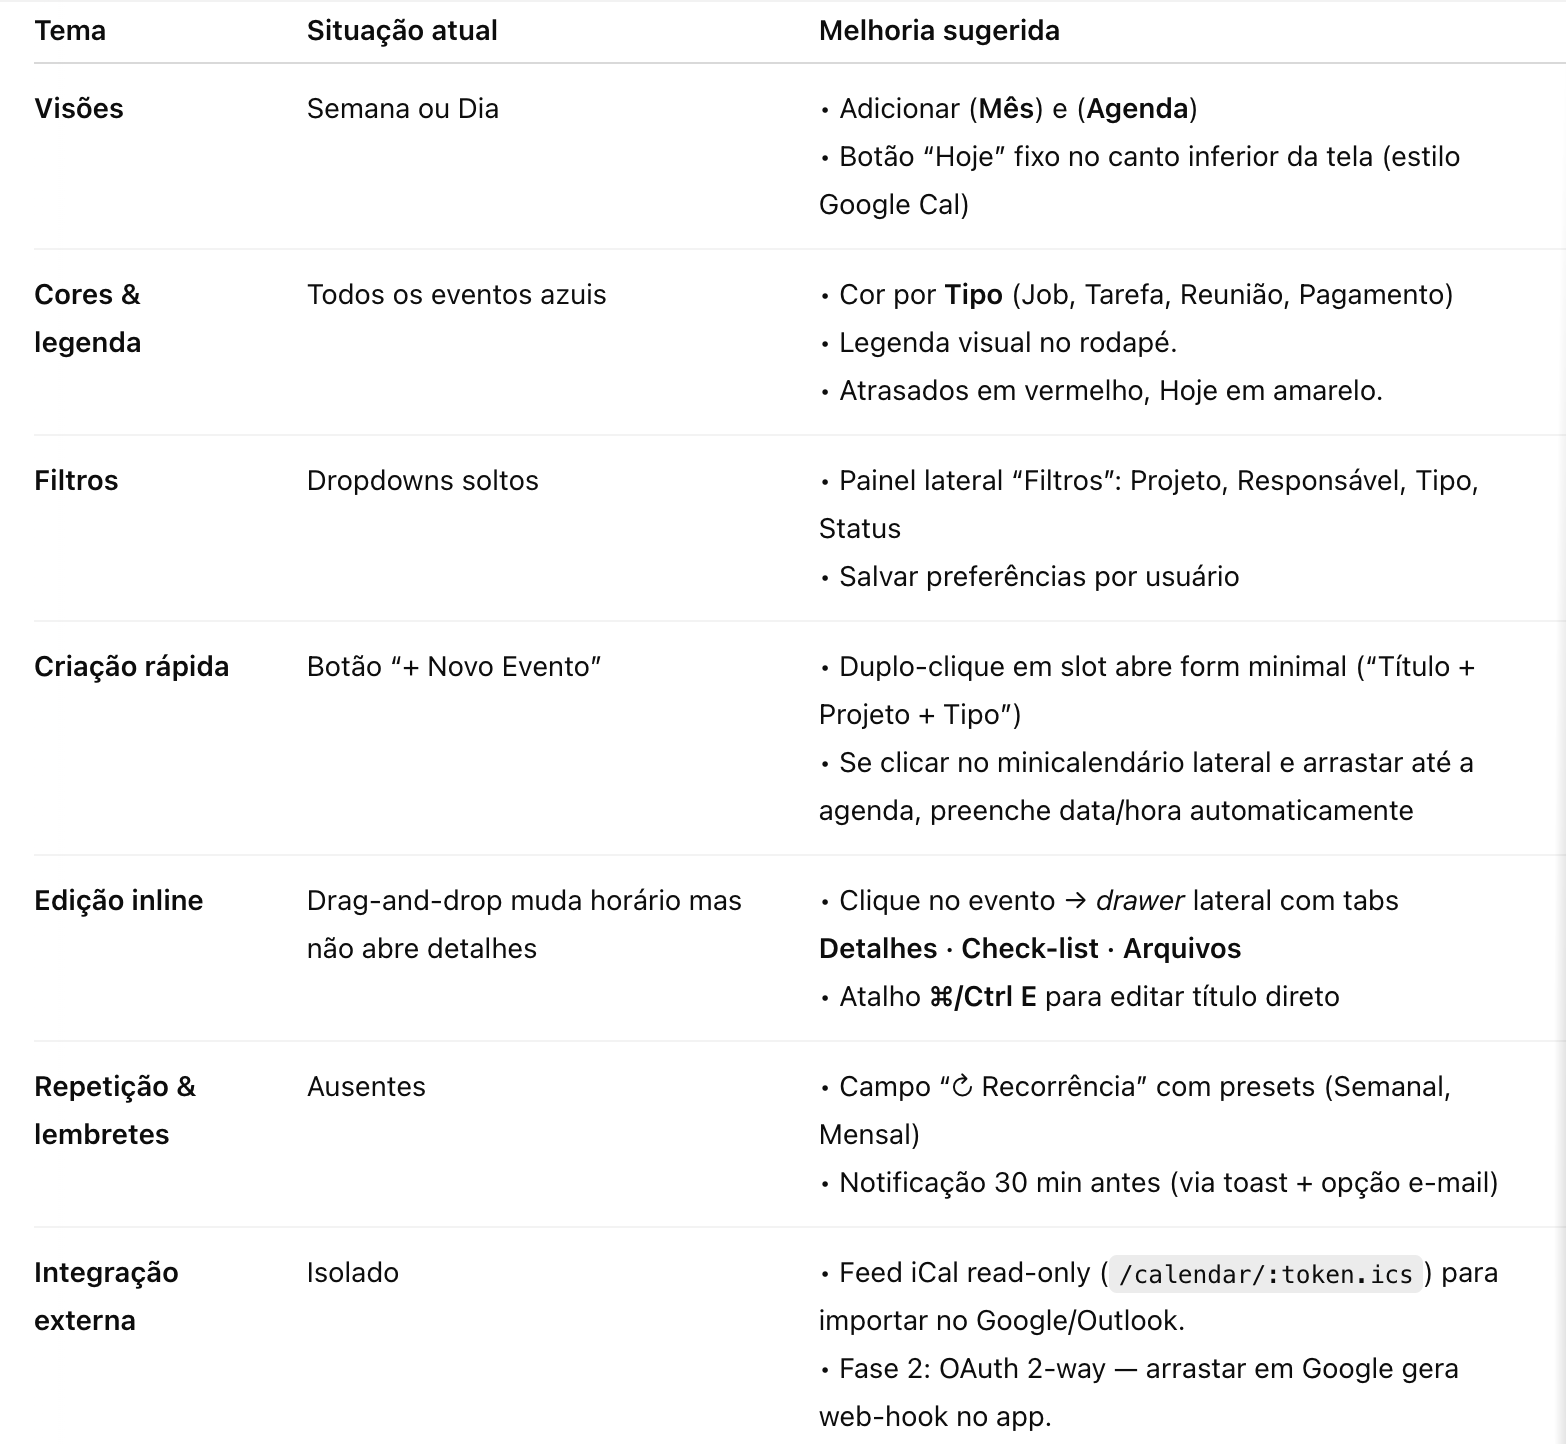 Tema Situação atual Melhoria sugerida
Visões Semana ou Dia • Adicionar (Mês) e (Agenda)
• Botão “Hoje” fixo no canto inferior da tela (estilo
Google Cal)
Cores & Todos os eventos azuis • Cor por Tipo (Job, Tarefa, Reunião, Pagamento)
legenda • Legenda visual no rodapé.
• Atrasados em vermelho, Hoje em amarelo.
Filtros Dropdowns soltos • Painel lateral “Filtros”: Projeto, Responsável, Tipo,
Status
• Salvar preferências por usuário
Criação rápida Botão “+ Novo Evento” • Duplo-clique em slot abre form minimal (“Título +
Projeto + Tipo”)
• Se clicar no minicalendário lateral e arrastar até a
agenda, preenche data/hora automaticamente
Edição inline Drag-and-drop muda horário mas • Clique no evento → drawer lateral com tabs
não abre detalhes Detalhes · Check-list · Arquivos
• Atalho ⌘/Ctrl E para editar título direto
Repetição & Ausentes • Campo “↻ Recorrência” com presets (Semanal,
lembretes Mensal)
• Notificação 30 min antes (via toast + opção e-mail)
Integração Isolado • Feed iCal read-only (/calendar/:token.ics) para
externa importar no Google/Outlook.
• Fase 2: OAuth 2-way — arrastar em Google gera
web-hook no app.